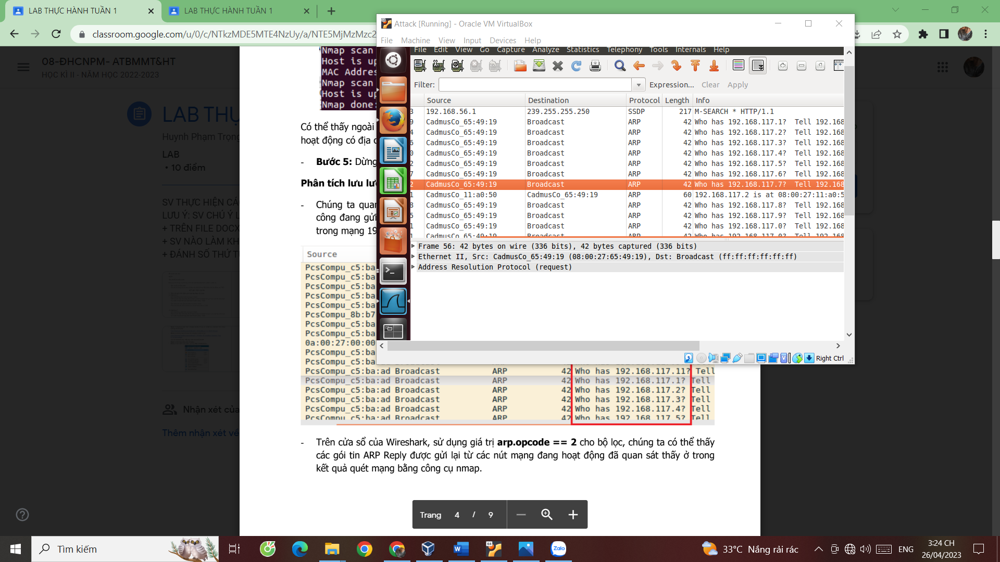 LAB THỰC HÀNH TUẦN 1
LAB THỰC HÀNH TUẦN 1
classroom.google.com/u/0/c/NTkzMDE5MTE4NzUy/a/NTE5MjMzMzc2
08-ĐHCNPM- ATBMMT&HT
HỌC KÌ II - NĂM HỌC 2022-2023
LAB THỰ
Huynh Phạm Trọng
LAB
• 10 điểm
SV THỰC HIỆN CÁ
LƯU Ý: SV CHÚ Ý L
+ TRÊN FILE DOCX
+ SV NÀO LÀM KH
+ ĐÁNH SỐ THỨ T
Nhận xét của
Thêm nhận xét về
Nmap scan
Host is up
MAC Addres
Nmap scan
Host is up
Nmap done:
Có thể thấy ngoài
hoạt động có địa c
- Bước 5: Dừng
Phân tích lưu lư
- Chúng ta quan
công đang gửi
trong mạng 19
Source
PcsCompu_c5:ba
PcsCompu_c5:ba
PcsCompu_c5:ba
PcsCompu_c5:ba
PcsCompu_c5:ba
PcsCompu_8b:b7
PcsCompu_c5:ba
PcsCompu_c5:ba
0a:00:27:00:00
PcsCompu_c5:ba
PcsCompu_c5:ba
PcsCompu_c5:ba:ad Broadcast ARP 42 Who has 192.168.117.11? Tell
PcsCompu_c5:ba:ad Broadcast ARP 42 Who has 192.168.117.1? Tell
PcsCompu_c5:ba:ad Broadcast ARP 42 Who has 192.168.117.2? Tell
PcsCompu_c5:ba:ad Broadcast ARP 42 Who has 192.168.117.3? Tell
PcsCompu_c5:ba:ad Broadcast ARP 42 Who has 192.168.117.4? Tell
PcsCompu_c5:ba:ad Broadcast ARP 42 Who has 192.168.117.5? Tell
- Trên cửa sổ của Wireshark, sử dụng giá trị arp.opcode == 2 cho bộ lọc, chúng ta có thể thấy
các gói tin ARP Reply được gửi lại từ các nút mạng đang hoạt động đã quan sát thấy ở trong
kết quả quét mạng bằng công cụ nmap.
Trang 4 / 9
Attack [Running] - Oracle VM VirtualBox
File Machine View Input Devices Help
File Edit View Go Capture Analyze Statistics Telephony Tools Internals Help
Filter: Expression... Clear Apply
Source Destination Protocol Length Info
3 192.168.56.1 239.255.255.250 SSDP 217 M-SEARCH * HTTP/1.1
9 CadmusCo_65:49:19 Broadcast ARP 42 Who has 192.168.117.1? Tell 192.168
4 CadmusCo_65:49:19 Broadcast ARP 42 Who has 192.168.117.2? Tell 192.168
6 CadmusCo_65:49:19 Broadcast ARP 42 Who has 192.168.117.3? Tell 192.168
0 CadmusCo_65:49:19 Broadcast ARP 42 Who has 192.168.117.4? Tell 192.168
2 CadmusCo_65:49:19 Broadcast ARP 42 Who has 192.168.117.5? Tell 192.168
7 CadmusCo_65:49:19 Broadcast ARP 42 Who has 192.168.117.6? Tell 192.168
2 CadmusCo_65:49:19 Broadcast ARP 42 Who has 192.168.117.7? Tell 192.168
1 CadmusCo_11:a0:50 CadmusCo_65:49:19 ARP 60 192.168.117.2 is at 08:00:27:11:a0:5
8 CadmusCo_65:49:19 Broadcast ARP 42 Who has 192.168.117.8? Tell 192.168
5 CadmusCo_65:49:19 Broadcast ARP 42 Who has 192.168.117.9? Tell 192.168
1 CadmusCo_65:49:19 Broadcast ARP 42 Who has 192.168.117.0? Tell 192.168
1 CadmusCo_65:49:19 Broadcast ARP 42 Who has 192.168.117.0? Tell 192.168
Frame 56: 42 bytes on wire (336 bits), 42 bytes captured (336 bits)
Ethernet II, Src: CadmusCo_65:49:19 (08:00:27:65:49:19), Dst: Broadcast (ff:ff:ff:ff:ff:ff)
Address Resolution Protocol (request)
Right Ctrl
Tìm kiếm
Zalo
33°C Nắng rải rác
ENG
3:24 CH
26/04/2023